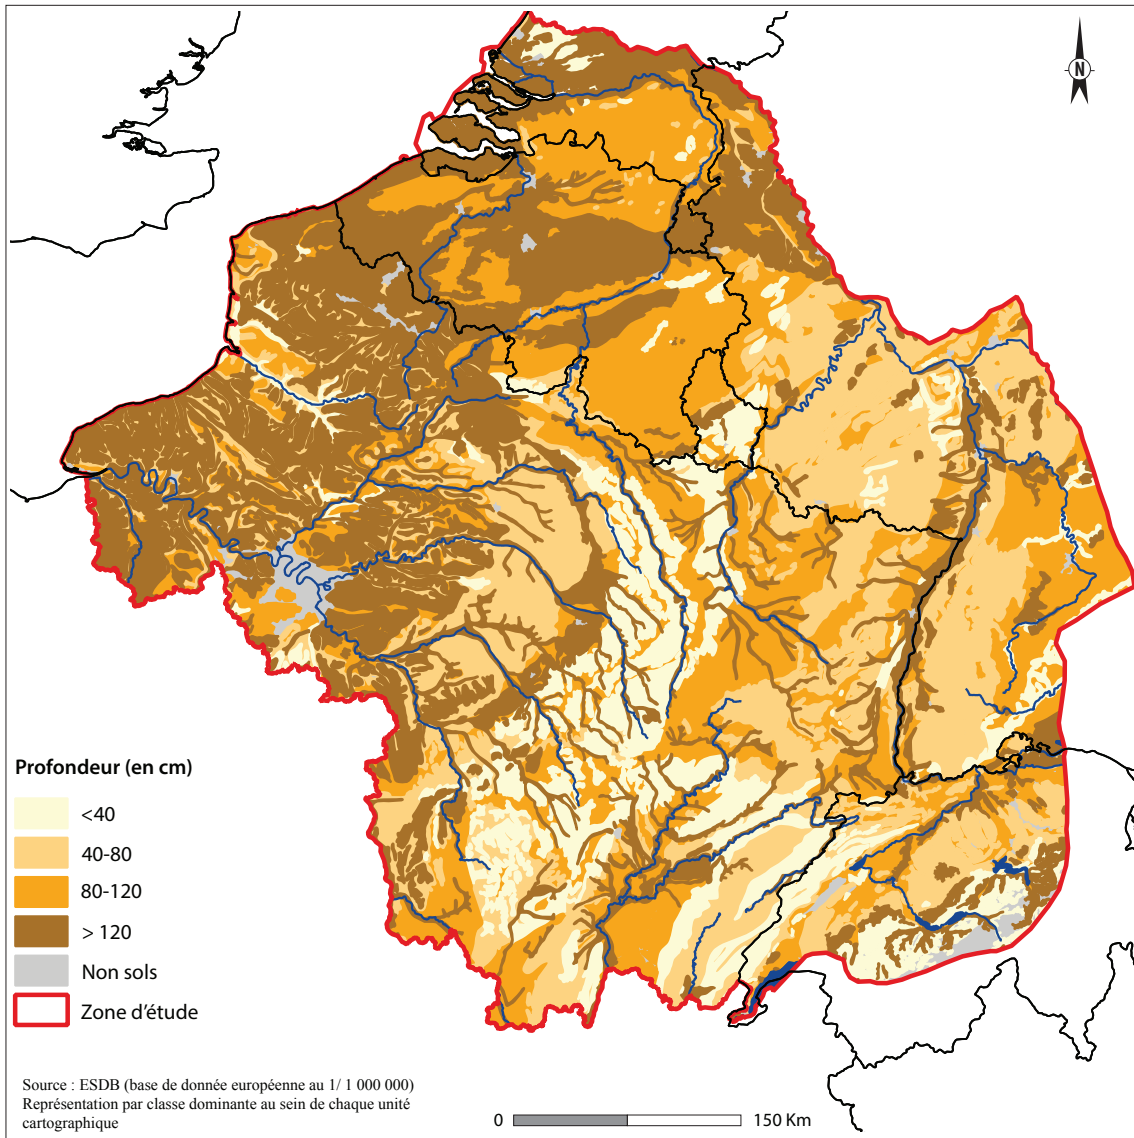 N
Profondeur (en cm)
<40
40-80
80-120
> 120
Non sols
Zone d'étude
Source : ESDB (base de donnée européenne au 1/ 1 000 000)
Représentation par classe dominante au sein de chaque unité
cartographique
0 150 Km